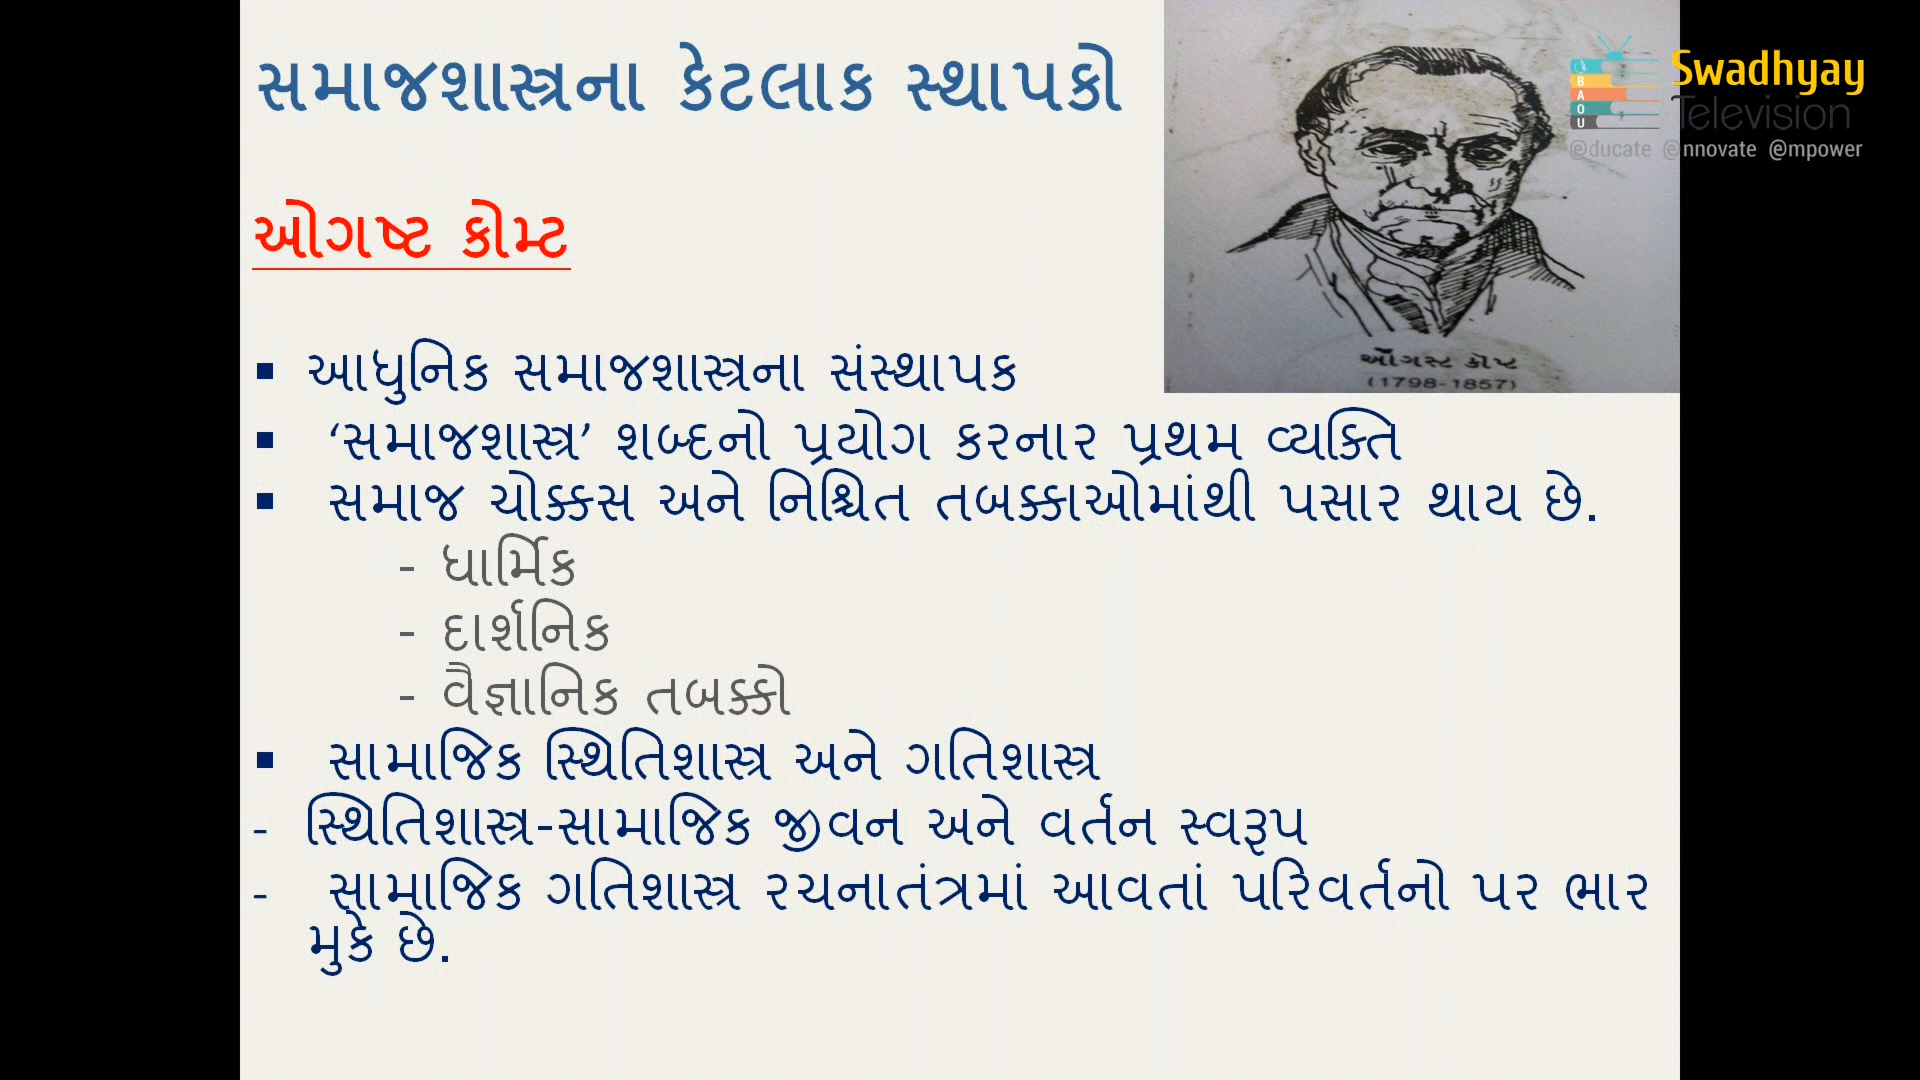 સમાજશાસ્ત્રના કેટલાક સ્થાપકો
Swadhyay
Television
@ducate @nnovate @mpower
B
A
O
U
ઓગષ્ટ કોમ્ટ
ઓગસ્ટ કોમ્ટ
(1798-1857)
▪ આધુનિક સમાજશાસ્ત્રના સંસ્થાપક
▪ ‘સમાજશાસ્ત્ર’ શબ્દનો પ્રયોગ કરનાર પ્રથમ વ્યક્તિ
▪ સમાજ ચોક્કસ અને નિશ્ચિત તબક્કાઓમાંથી પસાર થાય છે.
- ધાર્મિક
- દાર્શનિક
- વૈજ્ઞાનિક તબક્કો
▪ સામાજિક સ્થિતિશાસ્ત્ર અને ગતિશાસ્ત્ર
- સ્થિતિશાસ્ત્ર-સામાજિક જીવન અને વર્તન સ્વરૂપ
- સામાજિક ગતિશાસ્ત્ર રચનાતંત્રમાં આવતાં પરિવર્તનો પર ભાર
મુકે છે.